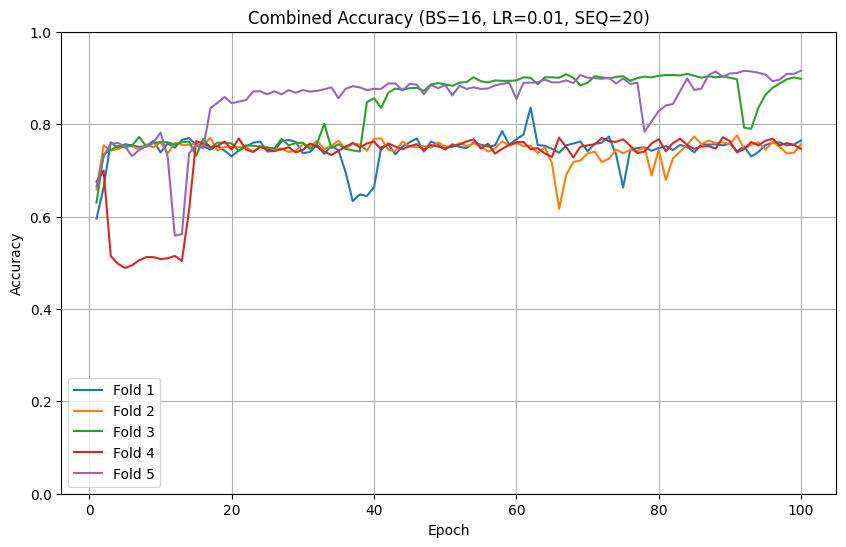 Combined Accuracy (BS=16, LR=0.01, SEQ=20)
1.0
0.8
0.6
0.4
0.2
0.0
Accuracy
Fold 1
Fold 2
Fold 3
Fold 4
Fold 5
0 20 40 60 80 100
Epoch